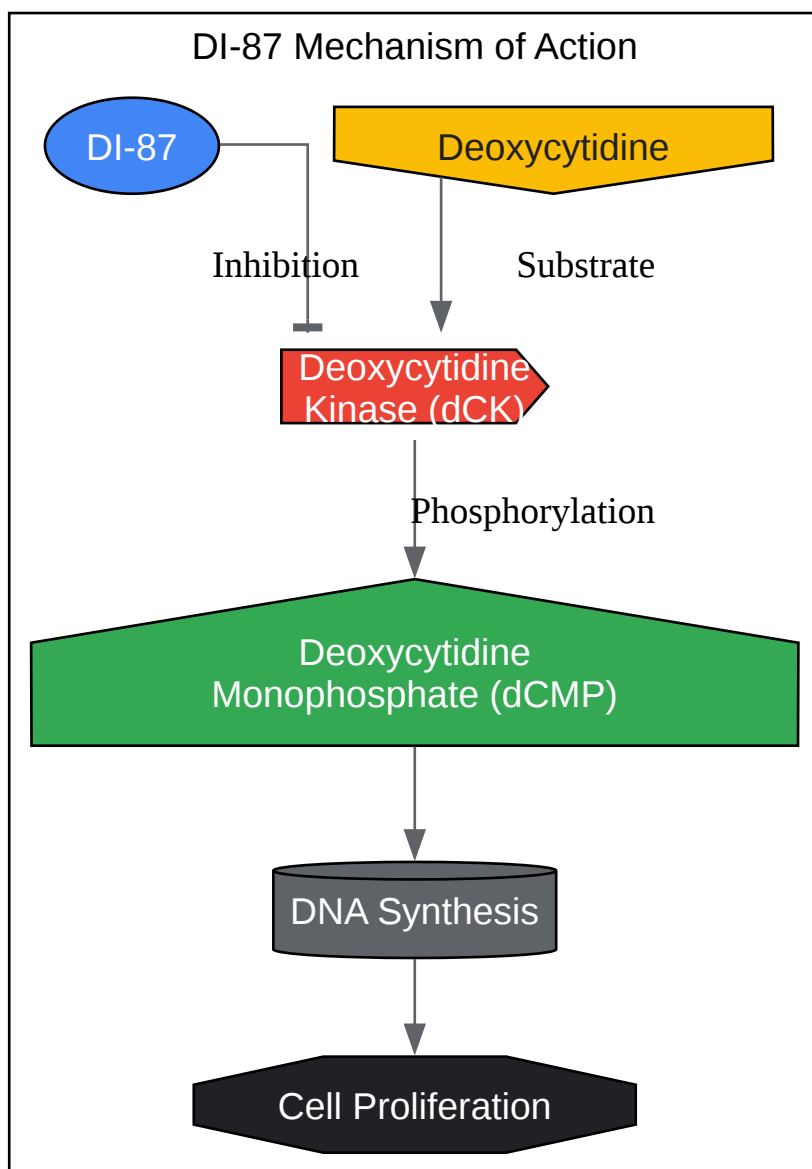 DI-87 Mechanism of Action
DI-87
Deoxycytidine
Inhibition
Substrate
Deoxycytidine
Kinase (dCK)
Phosphorylation
Deoxycytidine
Monophosphate (dCMP)
DNA Synthesis
Cell Proliferation